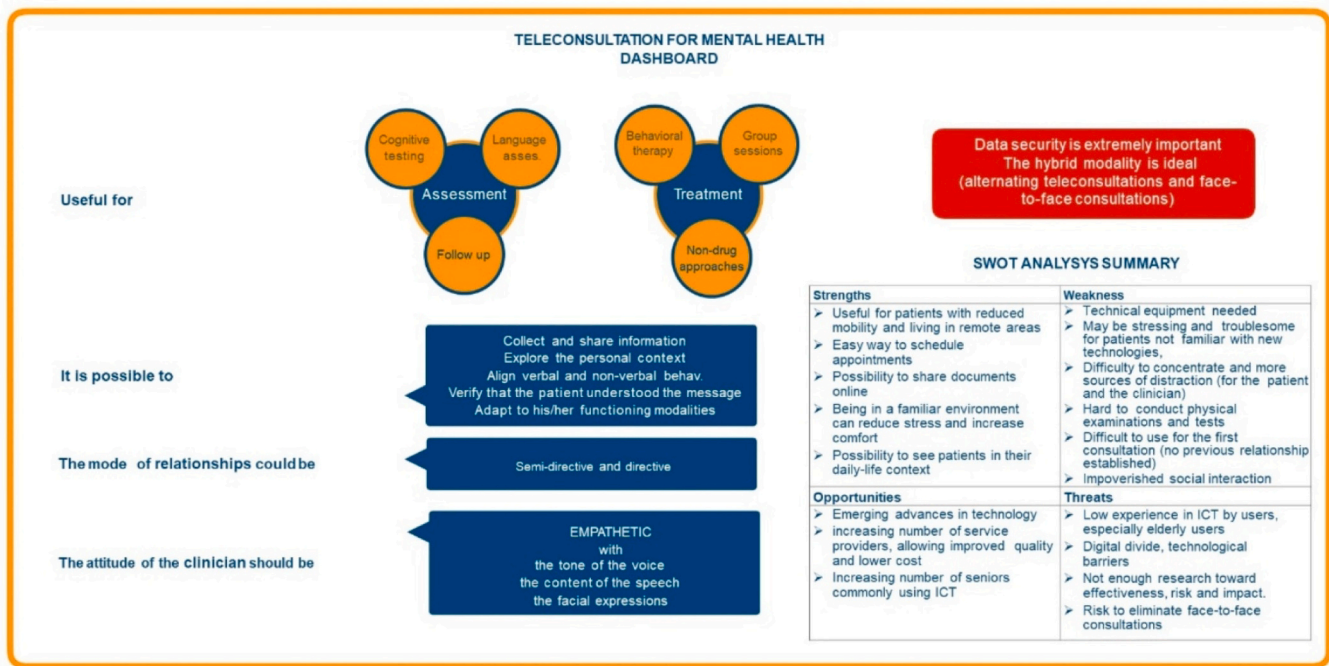 TELECONSULTATION FOR MENTAL HEALTH
DASHBOARD
Useful for
Cognitive
testing
Language
asses.
Assessment
Follow up
Behavioral
therapy
Group
sessions
Treatment
Non-drug
approaches
Data security is extremely important
The hybrid modality is ideal
(alternating teleconsultations and face-
to-face consultations)
It is possible to
Collect and share information
Explore the personal context
Align verbal and non-verbal behav.
Verify that the patient understood the message
Adapt to his/her functioning modalities
The mode of relationships could be
Semi-directive and directive
The attitude of the clinician should be
EMPATHETIC
with
the tone of the voice
the content of the speech
the facial expressions
SWOT ANALYSYS SUMMARY
Strengths
➢ Useful for patients with reduced
mobility and living in remote areas
➢ Easy way to schedule
appointments
➢ Possibility to share documents
online
➢ Being in a familiar environment
can reduce stress and increase
comfort
➢ Possibility to see patients in their
daily-life context
Weakness
➢ Technical equipment needed
➢ May be stressing and troublesome
for patients not familiar with new
technologies,
➢ Difficulty to concentrate and more
sources of distraction (for the patient
and the clinician)
➢ Hard to conduct physical
examinations and tests
➢ Difficult to use for the first
consultation (no previous relationship
established)
➢ Impoverished social interaction
Opportunities
➢ Emerging advances in technology
➢ increasing number of service
providers, allowing improved quality
and lower cost
➢ Increasing number of seniors
commonly using ICT
Threats
➢ Low experience in ICT by users,
especially elderly users
➢ Digital divide, technological
barriers
➢ Not enough research toward
effectiveness, risk and impact.
➢ Risk to eliminate face-to-face
consultations